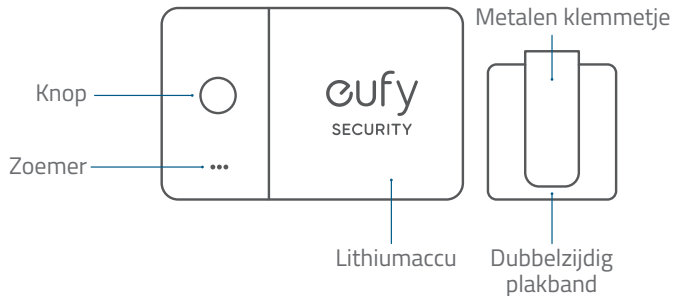 Metalen klemmetje
Knop
eufy
SECURITY
Zoemer
Lithiumaccu
Dubbelzijdig
plakband